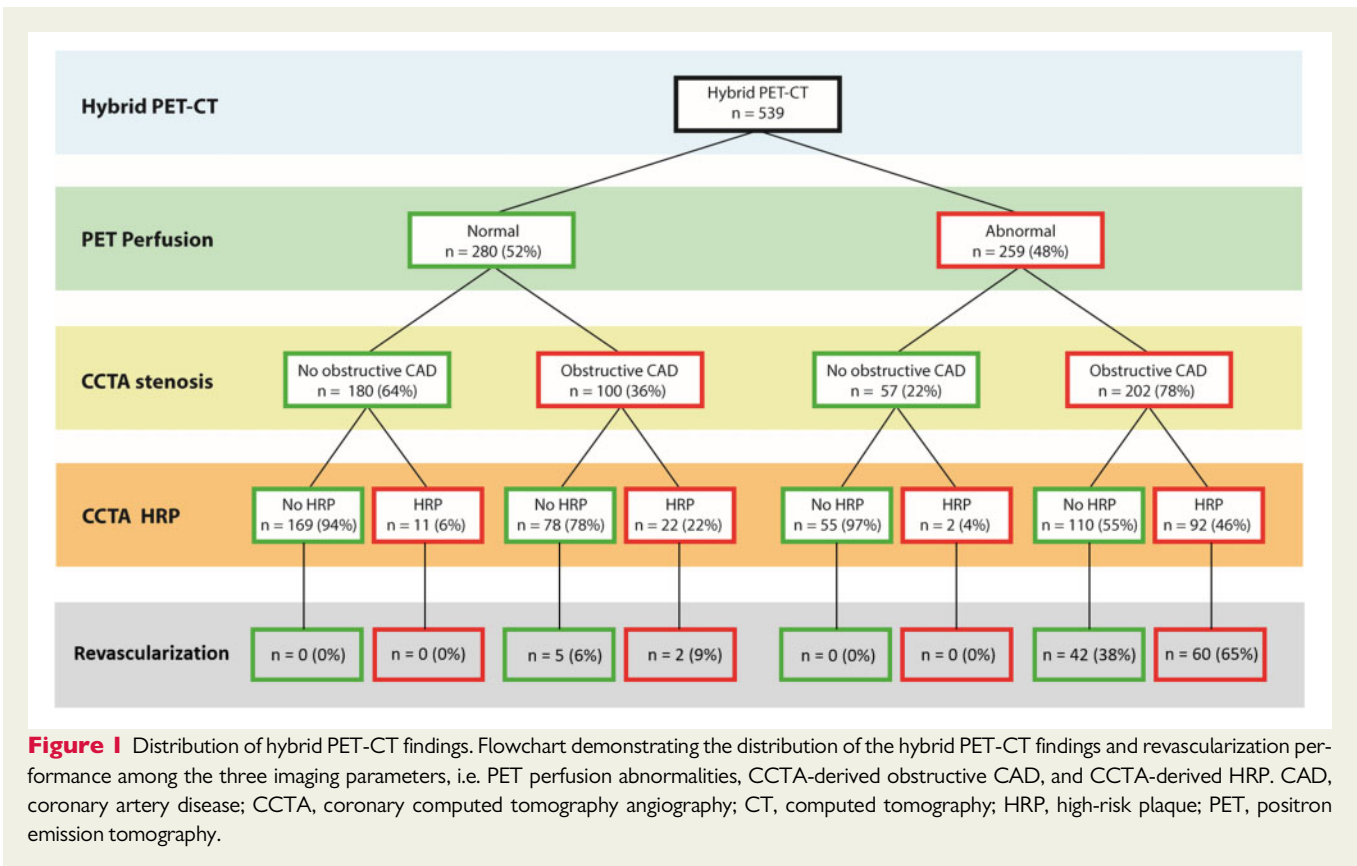 Hybrid PET-CT
Hybrid PET-CT
n = 539
PET Perfusion
Normal
n = 280 (52%)
Abnormal
n = 259 (48%)
CCTA stenosis
No obstructive CAD
n = 180 (64%)
Obstructive CAD
n = 100 (36%)
No obstructive CAD
n = 57 (22%)
Obstructive CAD
n = 202 (78%)
CCTA HRP
No HRP
n = 169 (94%)
HRP
n = 11 (6%)
No HRP
n = 78 (78%)
HRP
n = 22 (22%)
No HRP
n = 55 (97%)
HRP
n = 2 (4%)
No HRP
n = 110 (55%)
HRP
n = 92 (46%)
Revascularization
n = 0 (0%)
n = 0 (0%)
n = 5 (6%)
n = 2 (9%)
n = 0 (0%)
n = 0 (0%)
n = 42 (38%)
n = 60 (65%)
Figure 1 Distribution of hybrid PET-CT findings. Flowchart demonstrating the distribution of the hybrid PET-CT findings and revascularization per-
formance among the three imaging parameters, i.e. PET perfusion abnormalities, CCTA-derived obstructive CAD, and CCTA-derived HRP. CAD,
coronary artery disease; CCTA, coronary computed tomography angiography; CT, computed tomography; HRP, high-risk plaque; PET, positron
emission tomography.